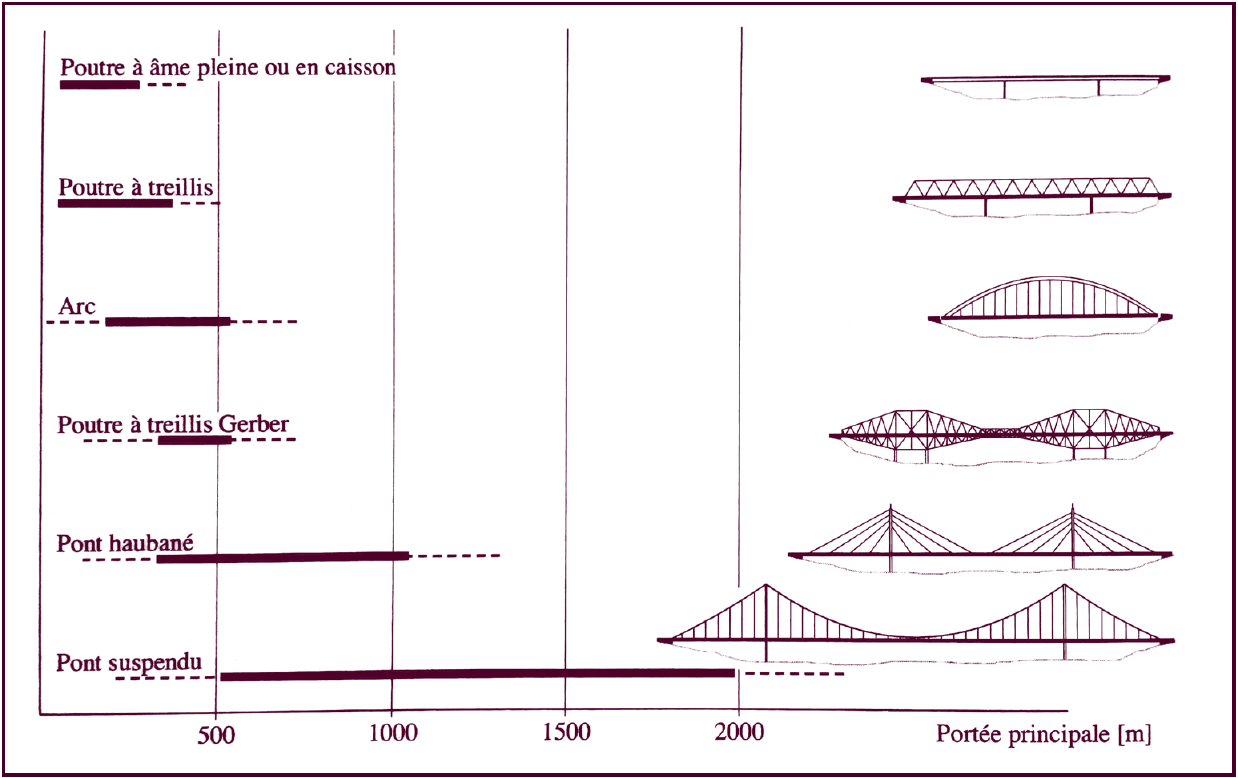 Poutre à âme pleine ou en caisson
Poutre à treillis
Arc
Poutre à treillis Gerber
Pont haubané
Pont suspendu
500
1000
1500
2000
Portée principale [m]